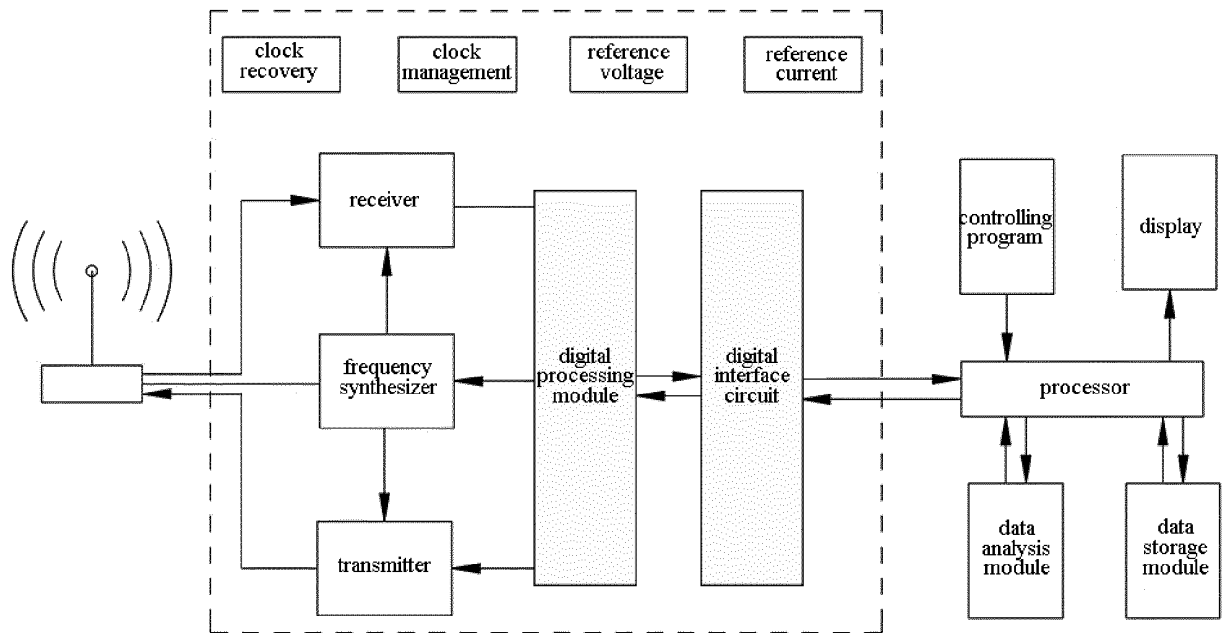 clock
recovery
clock
management
reference
voltage
reference
current
receiver
controlling
program
display
frequency
synthesizer
digital
processing
module
digital
interface
circuit
processor
transmitter
data
analysis
module
data
storage
module